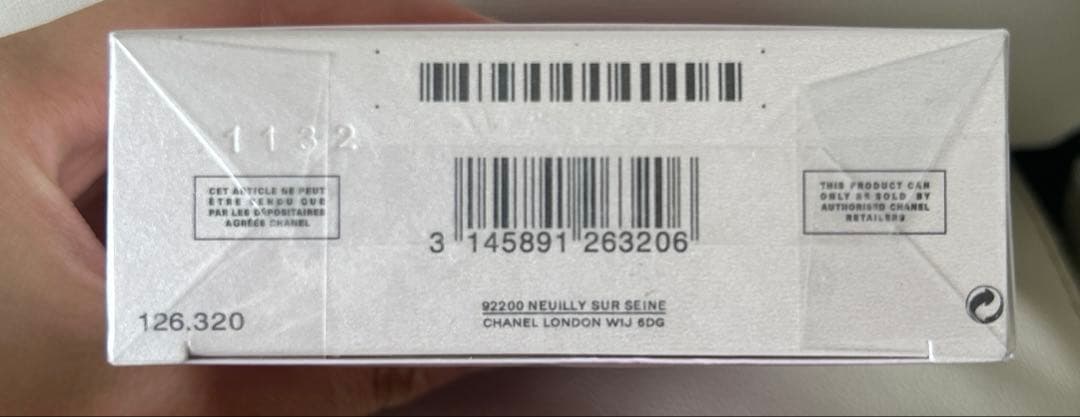 1132
CET ARTICLE NE PEUT
ÊTRE VENDU QUE
PAR LES DÉPOSITAIRES
AGRÉÉS CHANEL
THIS PRODUCT CAN
ONLY BE SOLD BY
AUTHORISED CHANEL
RETAILERS
3 145891 263206
126.320
92200 NEUILLY SUR SEINE
CHANEL LONDON W1J 6DG